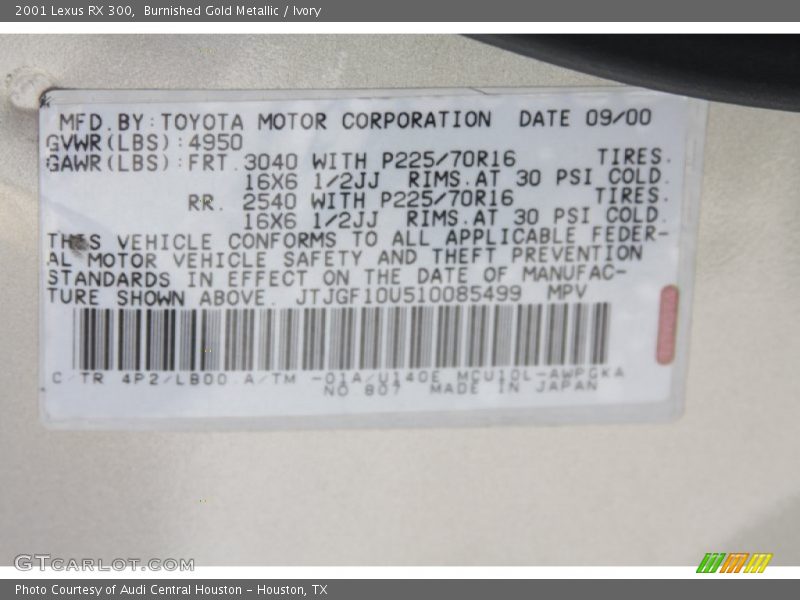 2001 Lexus RX 300, Burnished Gold Metallic / Ivory
MFD.BY:TOYOTA MOTOR CORPORATION DATE 09/00
GVWR(LBS):4950
GAWR(LBS):FRT.3040 WITH P225/70R16 TIRES.
16X6 1/2JJ RIMS.AT 30 PSI COLD.
RR. 2540 WITH P225/70R16 TIRES.
16X6 1/2JJ RIMS.AT 30 PSI COLD.
THIS VEHICLE CONFORMS TO ALL APPLICABLE FEDER-
AL MOTOR VEHICLE SAFETY AND THEFT PREVENTION
STANDARDS IN EFFECT ON THE DATE OF MANUFAC-
TURE SHOWN ABOVE. JTJGF10U510085499 MPV
C/TR 4P2/LB00 A/TM -01A/U140E MCU10L-AWPGKA
NO 807 MADE IN JAPAN
GTCARLOT.COM
Photo Courtesy of Audi Central Houston - Houston, TX